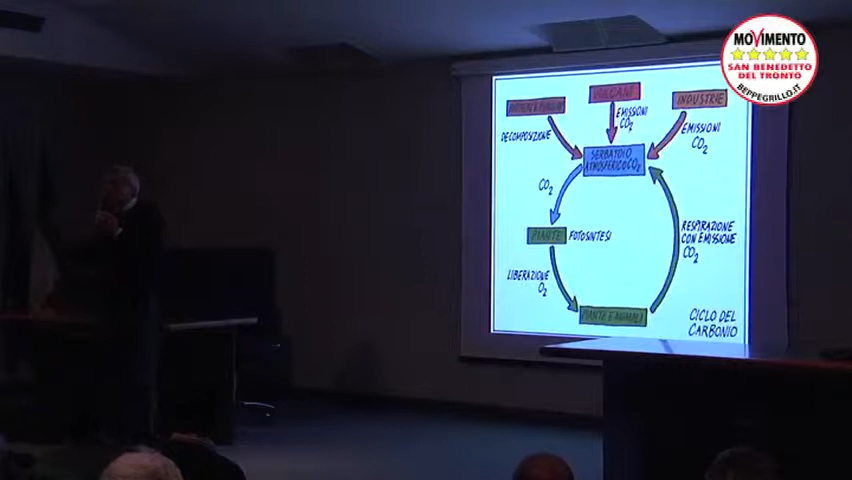 MOVIMENTO
SAN BENEDETTO
DEL TRONTO
BEPPEGRILLO.IT
VULCANI
INDUSTRIE
DECOMPOSIZIONE
EMISSIONI
CO2
EMISSIONI
CO2
SERBATOIO
ATMOSFERICO CO2
CO2
PIANTE
FOTOSINTESI
RESPIRAZIONE
CON EMISSIONE
CO2
LIBERAZIONE
O2
PIANTE E ANIMALI
CICLO DEL
CARBONIO